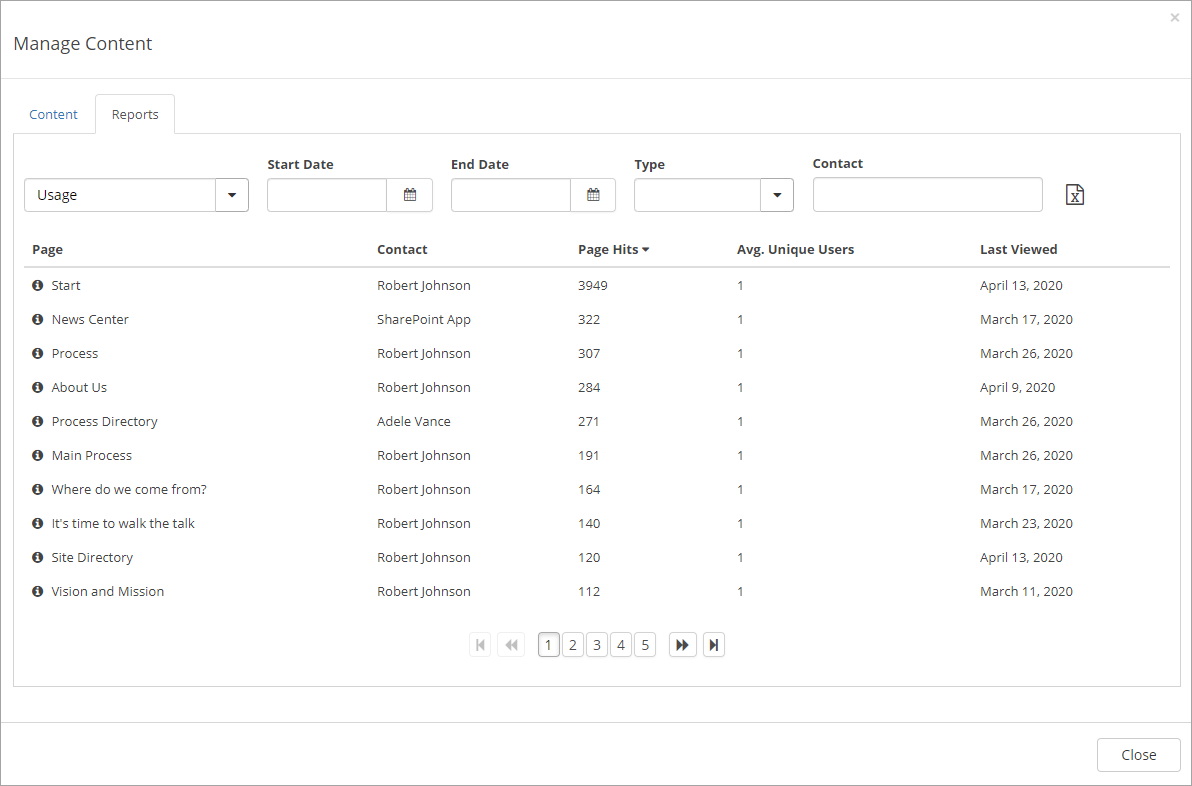 ×
Manage Content
Content Reports
Start Date End Date Type Contact
Usage
Page Contact Page Hits Avg. Unique Users Last Viewed
Start Robert Johnson 3949 1 April 13, 2020
News Center SharePoint App 322 1 March 17, 2020
Process Robert Johnson 307 1 March 26, 2020
About Us Robert Johnson 284 1 April 9, 2020
Process Directory Adele Vance 271 1 March 26, 2020
Main Process Robert Johnson 191 1 March 26, 2020
Where do we come from? Robert Johnson 164 1 March 17, 2020
It's time to walk the talk Robert Johnson 140 1 March 23, 2020
Site Directory Robert Johnson 120 1 April 13, 2020
Vision and Mission Robert Johnson 112 1 March 11, 2020
1 2 3 4 5
Close